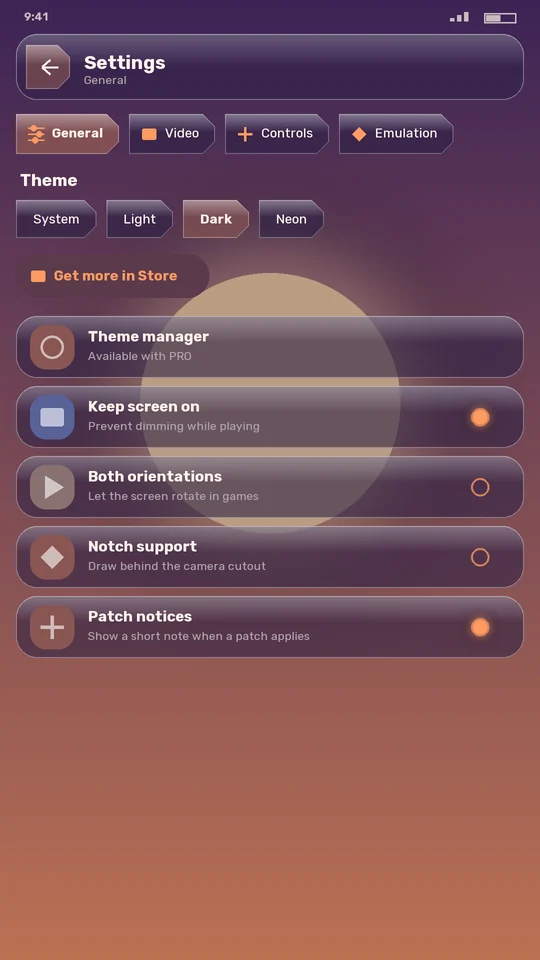 9:41
Settings
General
General
Video
Controls
Emulation
Theme
System
Light
Dark
Neon
Get more in Store
Theme manager
Available with PRO
Keep screen on
Prevent dimming while playing
Both orientations
Let the screen rotate in games
Notch support
Draw behind the camera cutout
Patch notices
Show a short note when a patch applies